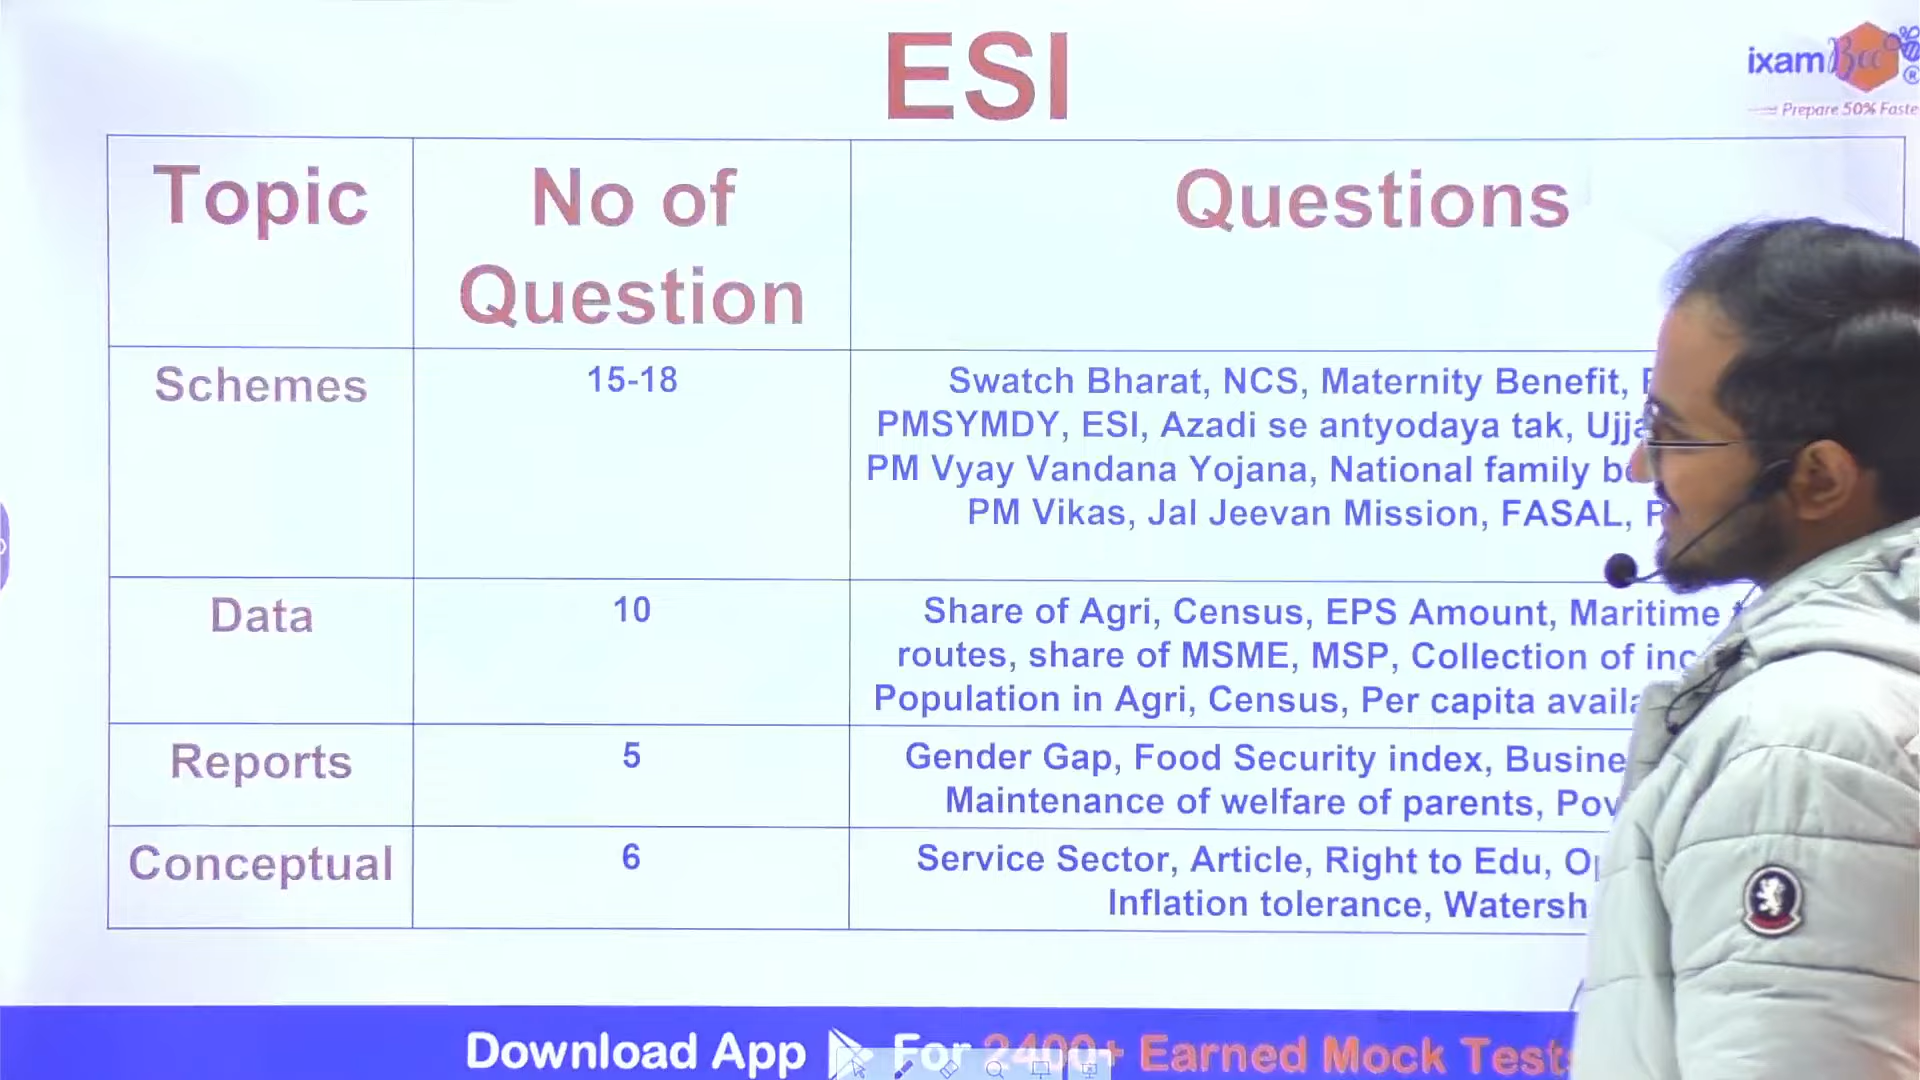 ESI
ixamBee
Prepare 50% Faste
Topic
No of
Question
Questions
Schemes
15-18
Swatch Bharat, NCS, Maternity Benefit,
PMSYMDY, ESI, Azadi se antyodaya tak,
PM Vyay Vandana Yojana, National family
PM Vikas, Jal Jeevan Mission, FASAL,
Data
10
Share of Agri, Census, EPS Amount, Maritime
routes, share of MSME, MSP, Collection of
Population in Agri, Census, Per capita
Reports
5
Gender Gap, Food Security index,
Maintenance of welfare of parents,
Conceptual
6
Service Sector, Article, Right to Edu,
Inflation tolerance,
Download App For 2400+ Earned Mock Tests